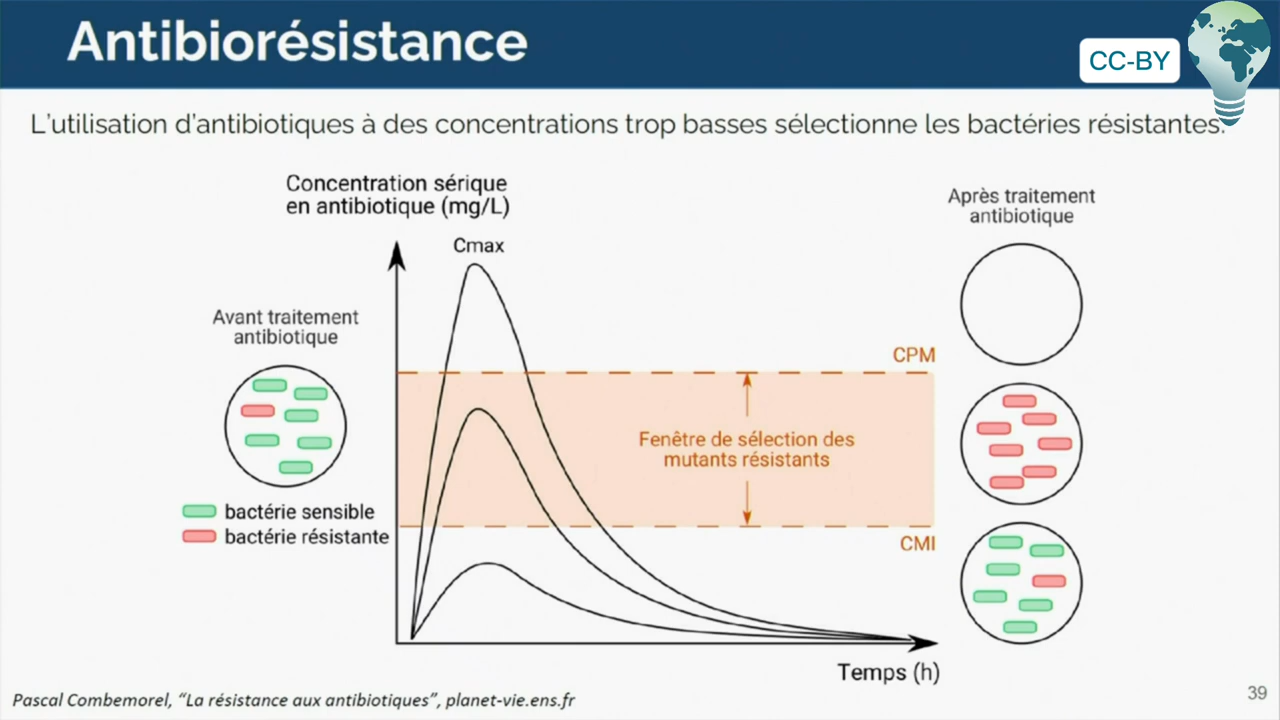 Antibiorésistance
CC-BY
L'utilisation d'antibiotiques à des concentrations trop basses sélectionne les bactéries résistantes.
Concentration sérique
en antibiotique (mg/L)
Cmax
Avant traitement
antibiotique
bactérie sensible
bactérie résistante
CPM
Fenêtre de sélection des
mutants résistants
CMI
Temps (h)
Après traitement
antibiotique
Pascal Combemorel, "La résistance aux antibiotiques", planet-vie.ens.fr
39